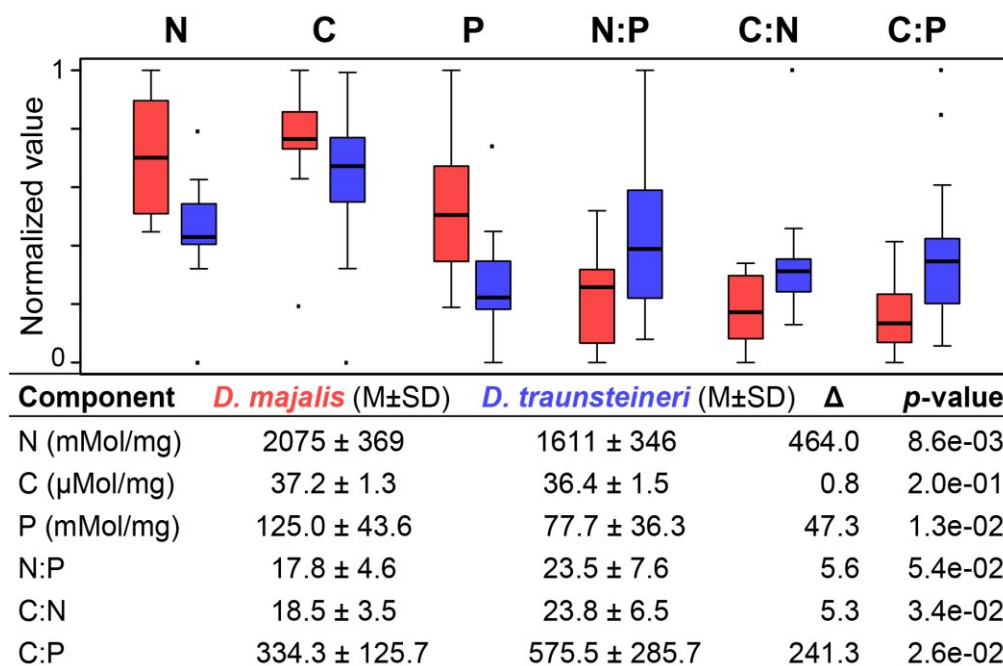 N C P N:P C:N C:P
1
Normalized value
0
Component D. majalis (M±SD) D. traunsteineri (M±SD) Δ p-value
N (mMol/mg) 2075 ± 369 1611 ± 346 464.0 8.6e-03
C (µMol/mg) 37.2 ± 1.3 36.4 ± 1.5 0.8 2.0e-01
P (mMol/mg) 125.0 ± 43.6 77.7 ± 36.3 47.3 1.3e-02
N:P 17.8 ± 4.6 23.5 ± 7.6 5.6 5.4e-02
C:N 18.5 ± 3.5 23.8 ± 6.5 5.3 3.4e-02
C:P 334.3 ± 125.7 575.5 ± 285.7 241.3 2.6e-02